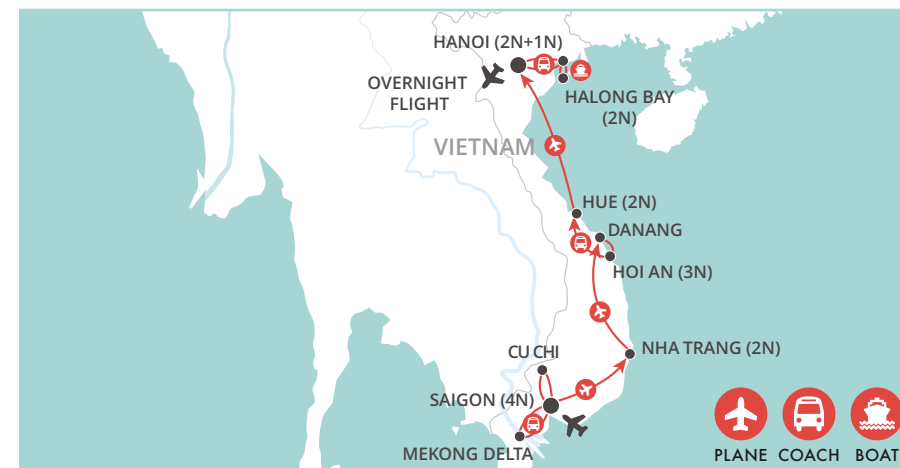 HANOI (2N+1N)
OVERNIGHT
FLIGHT
HALONG BAY
(2N)
VIETNAM
HUE (2N)
DANANG
HOI AN (3N)
CU CHI
NHA TRANG (2N)
SAIGON (4N)
MEKONG DELTA
PLANE COACH BOAT